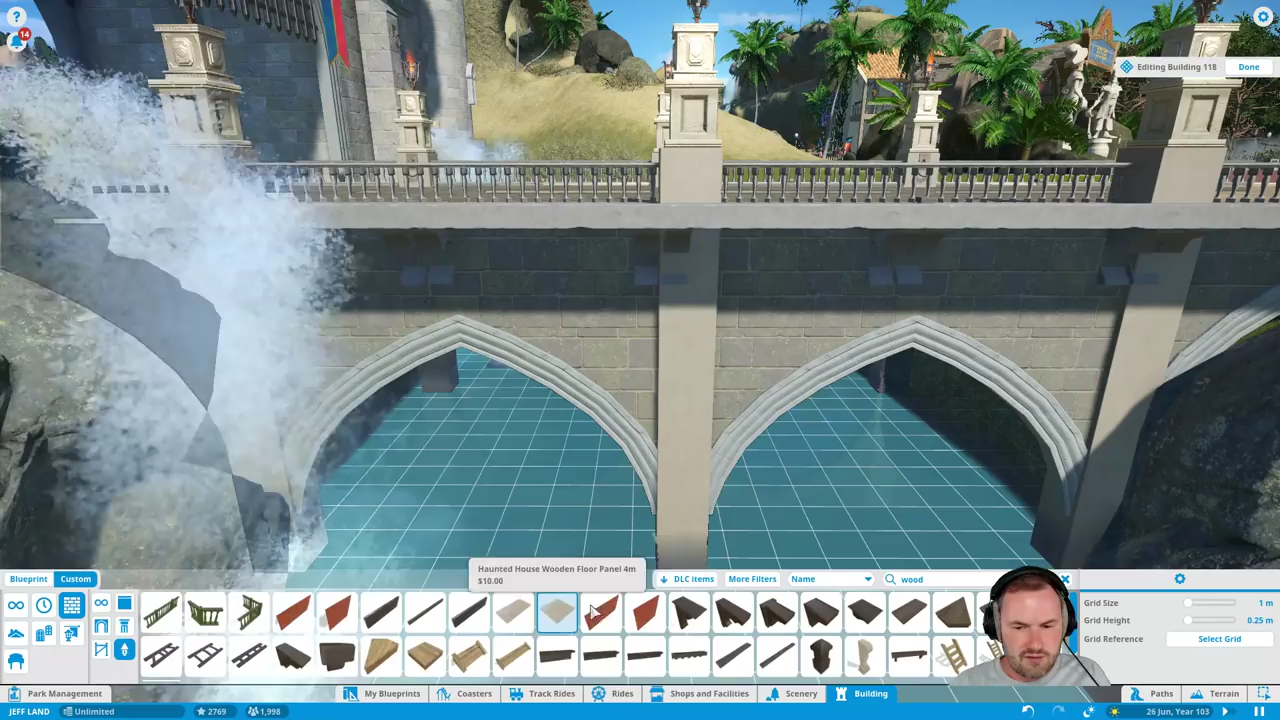 ?
14
Editing Building 118 Done
Haunted House Wooden Floor Panel 4m
$10.00
Blueprint Custom
DLC items More Filters Name wood
Grid Size 1 m
Grid Height 0.25 m
Grid Reference Select Grid
Park Management My Blueprints Coasters Track Rides Rides Shops and Facilities Scenery Building Paths Terrain
JEFF LAND Unlimited 2769 1,998 26 Jun, Year 103